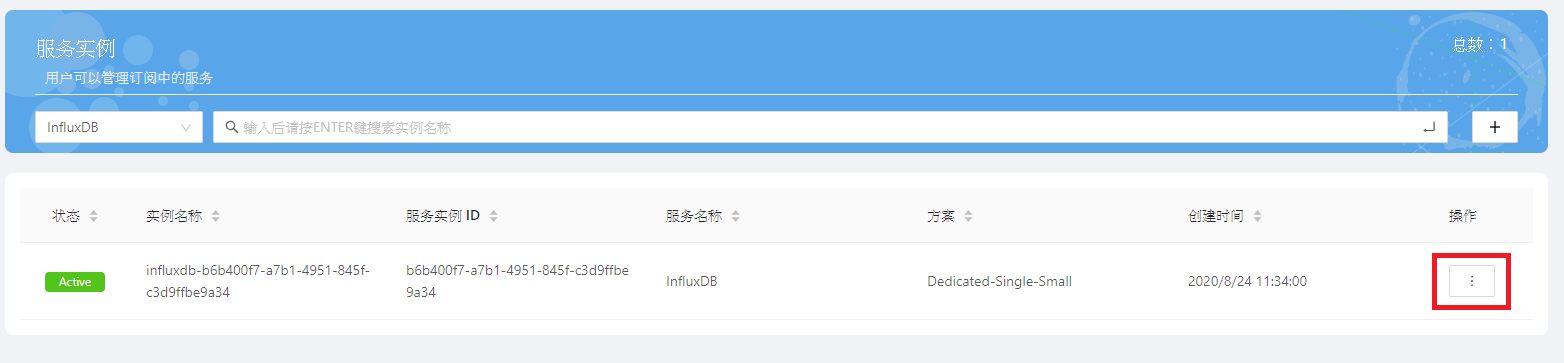 服务实例
总数：1
用户可以管理订阅中的服务
InfluxDB
输入后请按ENTER键搜索实例名称
状态 实例名称 服务实例 ID 服务名称 方案 创建时间 操作
Active
influxdb-b6b400f7-a7b1-4951-845f-
c3d9ffbe9a34
b6b400f7-a7b1-4951-845f-c3d9ffbe
9a34
InfluxDB
Dedicated-Single-Small
2020/8/24 11:34:00